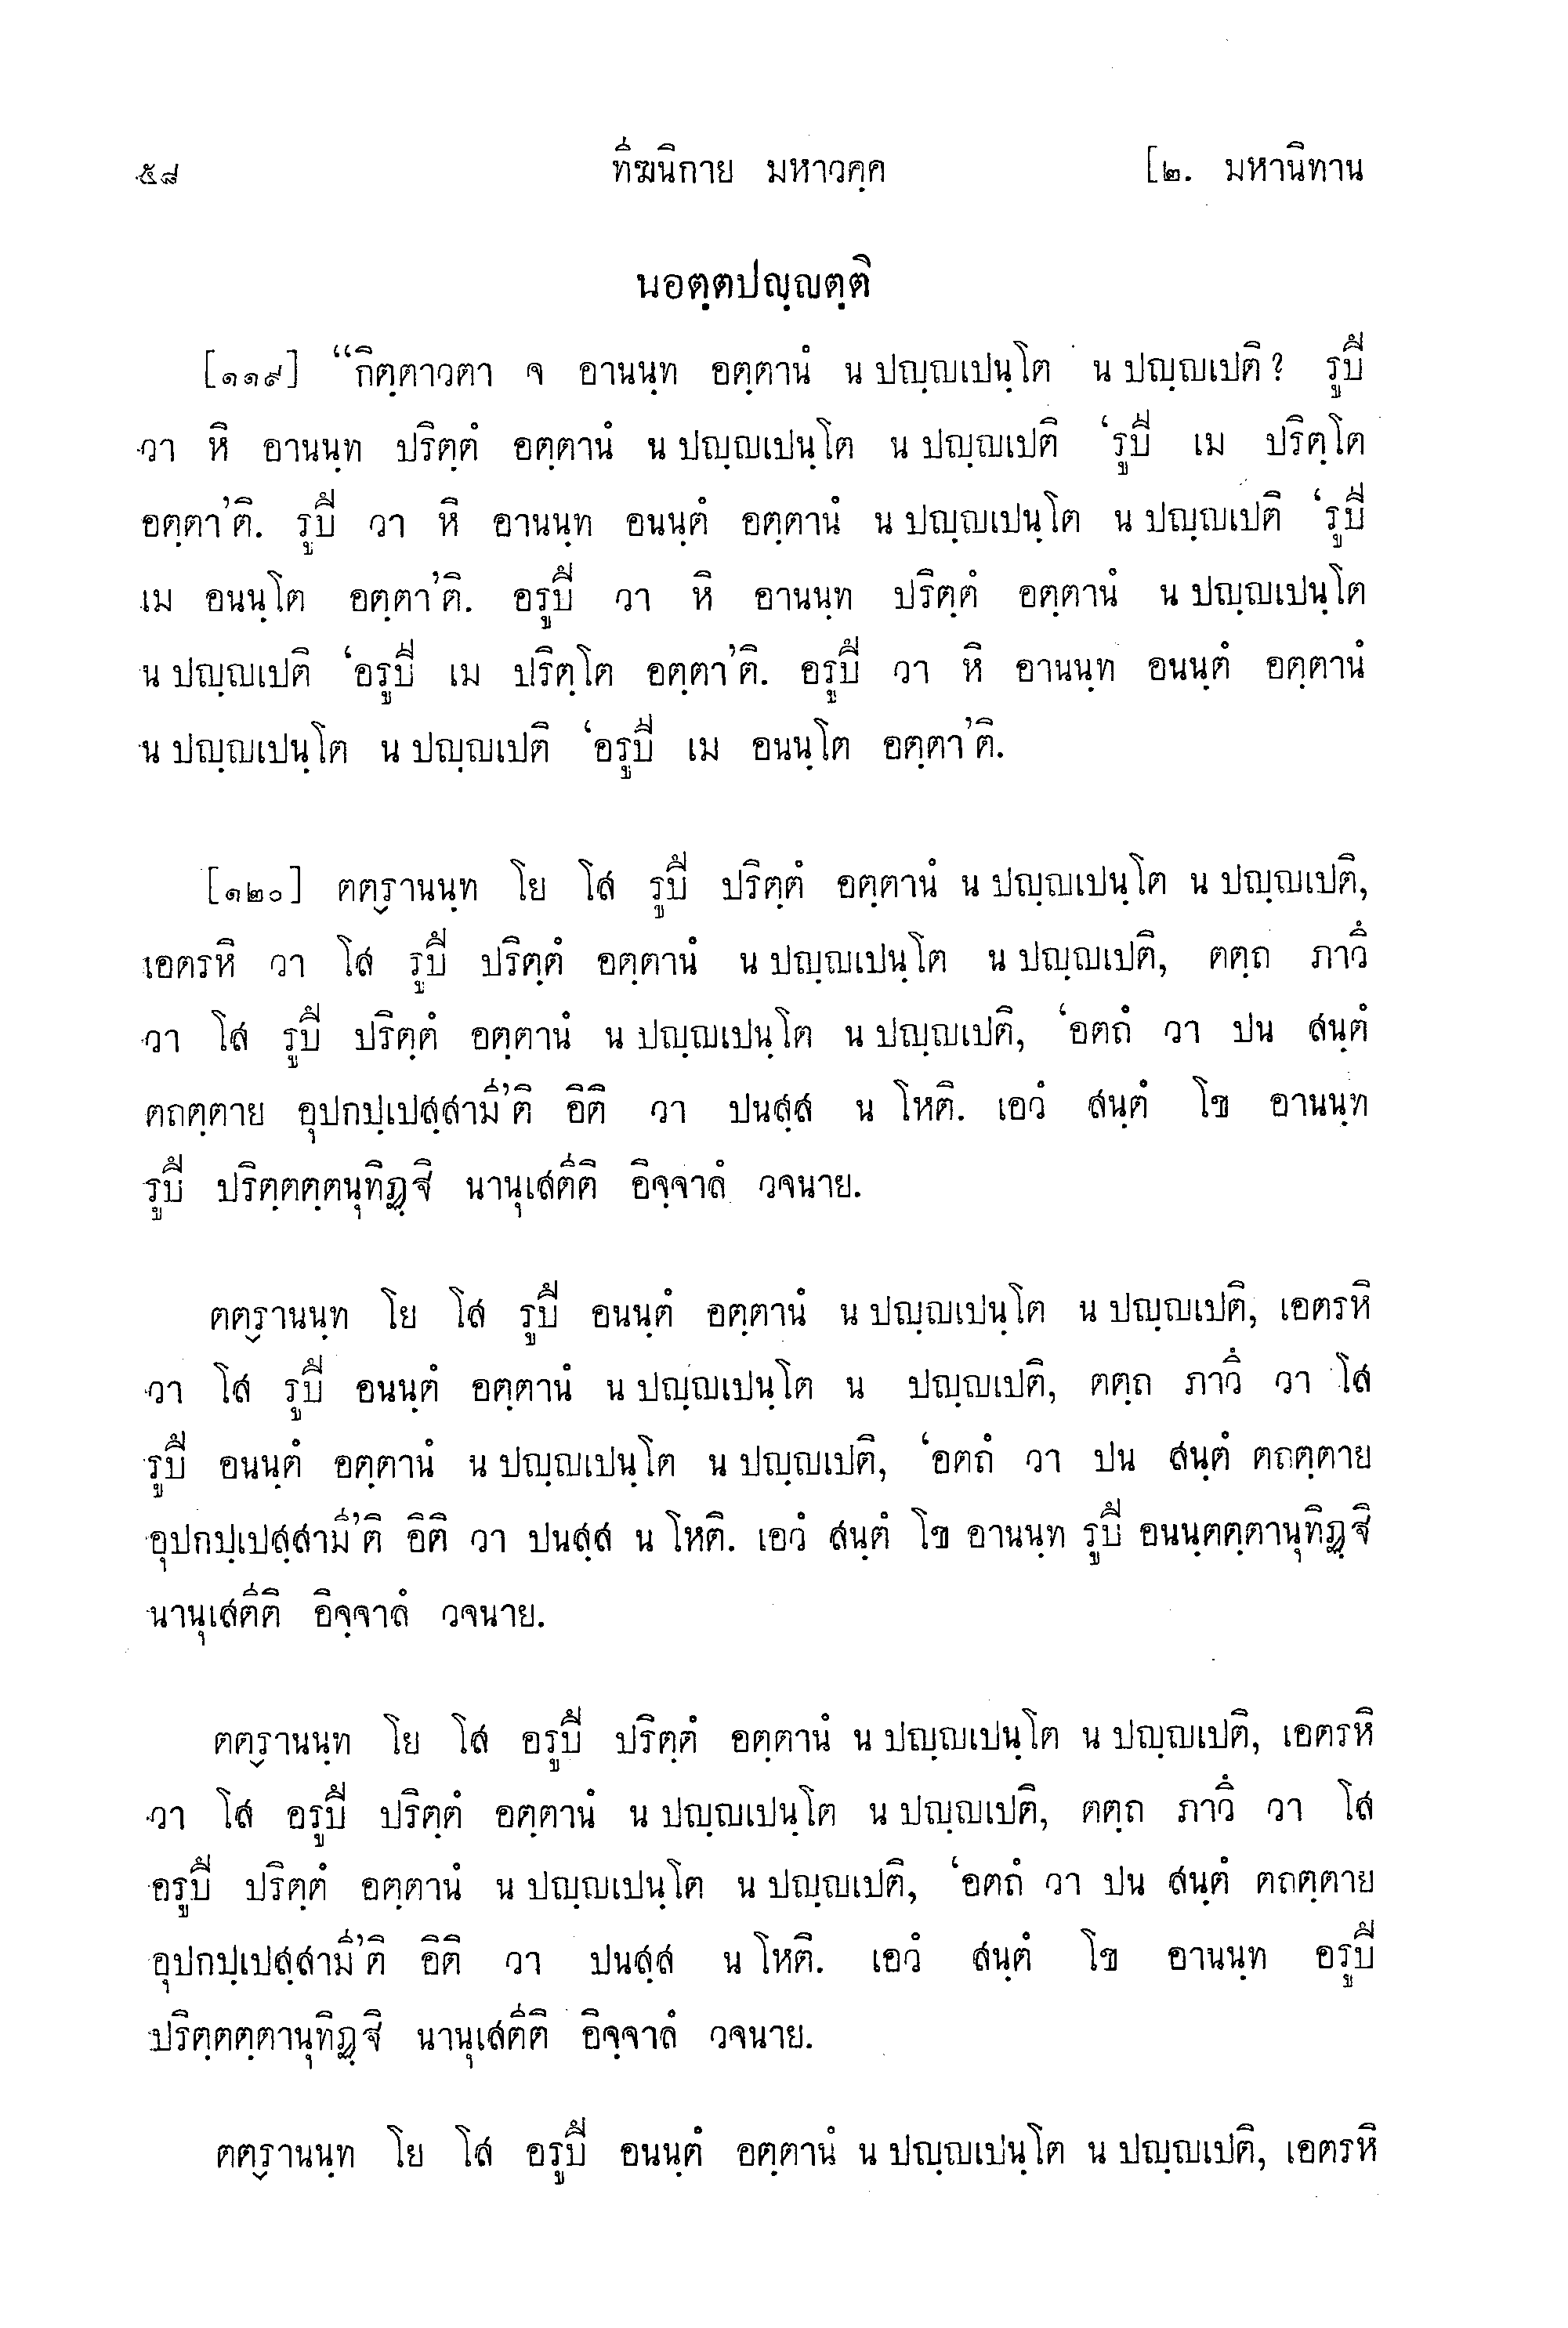 ๕๘ ทีฆนิกาย มหาวคฺค [๒. มหานิทาน
นอตฺตปญฺญตฺติ
[๑๑๙] “กิตฺตาวตา จ อานนฺท อตฺตานํ น ปญฺญเปนฺโต น ปญฺญเปติ? รูปึ
วา หิ อานนฺท ปริตฺตํ อตฺตานํ น ปญฺญเปนฺโต น ปญฺญเปติ ‘รูปี เม ปริตฺโต
อตฺตา’ติ. รูปึ วา หิ อานนฺท อนนฺตํ อตฺตานํ น ปญฺญเปนฺโต น ปญฺญเปติ ‘รูปี
เม อนนฺโต อตฺตา’ติ. อรูปึ วา หิ อานนฺท ปริตฺตํ อตฺตานํ น ปญฺญเปนฺโต
น ปญฺญเปติ ‘อรูปี เม ปริตฺโต อตฺตา’ติ. อรูปึ วา หิ อานนฺท อนนฺตํ อตฺตานํ
น ปญฺญเปนฺโต น ปญฺญเปติ ‘อรูปี เม อนนฺโต อตฺตา’ติ.
[๑๒๐] ตตฺรานนฺท โย โส รูปึ ปริตฺตํ อตฺตานํ น ปญฺญเปนฺโต น ปญฺญเปติ,
เอตรหิ วา โส รูปึ ปริตฺตํ อตฺตานํ น ปญฺญเปนฺโต น ปญฺญเปติ, ตตฺถ ภาวึ
วา โส รูปึ ปริตฺตํ อตฺตานํ น ปญฺญเปนฺโต น ปญฺญเปติ, ‘อตถํ วา ปน สนฺตํ
ตถตฺตาย อุปกปฺเปสฺสามี’ติ อิติ วา ปนสฺส น โหติ. เอวํ สนฺตํ โข อานนฺท
รูปึ ปริตฺตตฺตนุทิฏฺฐิ นานุเสตีติ อิจฺจาลํ วจนาย.
ตตฺรานนฺท โย โส รูปึ อนนฺตํ อตฺตานํ น ปญฺญเปนฺโต น ปญฺญเปติ, เอตรหิ
วา โส รูปึ อนนฺตํ อตฺตานํ น ปญฺญเปนฺโต น ปญฺญเปติ, ตตฺถ ภาวึ วา โส
รูปึ อนนฺตํ อตฺตานํ น ปญฺญเปนฺโต น ปญฺญเปติ, ‘อตถํ วา ปน สนฺตํ ตถตฺตาย
อุปกปฺเปสฺสามี’ติ อิติ วา ปนสฺส น โหติ. เอวํ สนฺตํ โข อานนฺท รูปึ อนนฺตตฺตานุทิฏฺฐิ
นานุเสตีติ อิจฺจาลํ วจนาย.
ตตฺรานนฺท โย โส อรูปึ ปริตฺตํ อตฺตานํ น ปญฺญเปนฺโต น ปญฺญเปติ, เอตรหิ
วา โส อรูปึ ปริตฺตํ อตฺตานํ น ปญฺญเปนฺโต น ปญฺญเปติ, ตตฺถ ภาวึ วา โส
อรูปึ ปริตฺตํ อตฺตานํ น ปญฺญเปนฺโต น ปญฺญเปติ, ‘อตถํ วา ปน สนฺตํ ตถตฺตาย
อุปกปฺเปสฺสามี’ติ อิติ วา ปนสฺส น โหติ. เอวํ สนฺตํ โข อานนฺท อรูปึ
ปริตฺตตฺตานุทิฏฺฐิ นานุเสตีติ อิจฺจาลํ วจนาย.
ตตฺรานนฺท โย โส อรูปึ อนนฺตํ อตฺตานํ น ปญฺญเปนฺโต น ปญฺญเปติ, เอตรหิ